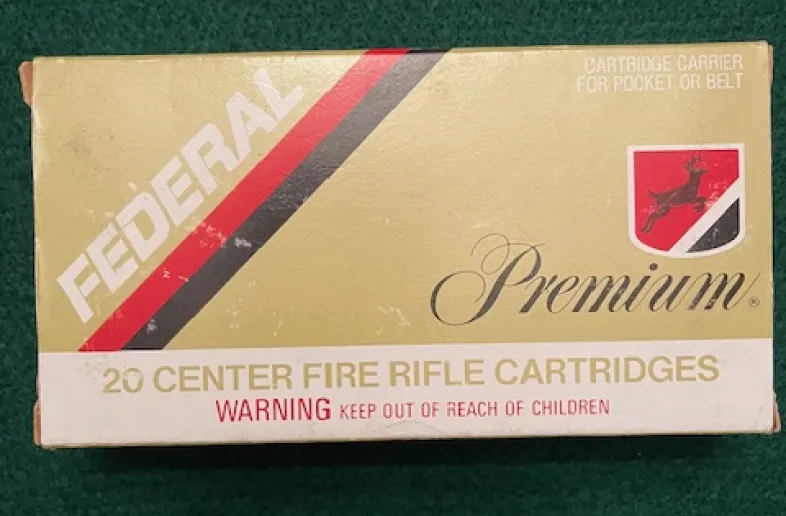 FEDERAL
CARTRIDGE CARRIER
FOR POCKET OR BELT
Premium®
20 CENTER FIRE RIFLE CARTRIDGES
WARNING KEEP OUT OF REACH OF CHILDREN